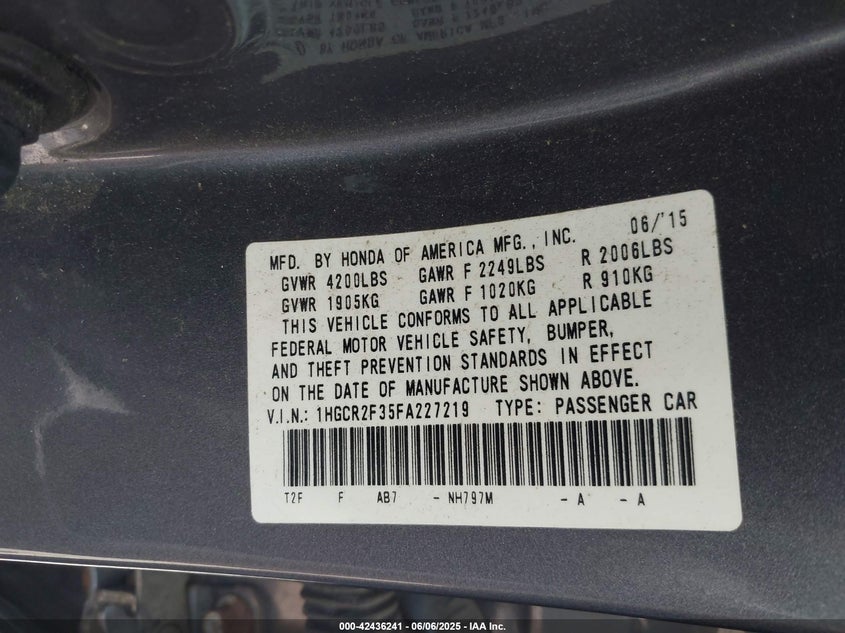 MFD. BY HONDA OF AMERICA MFG., INC. 06/'15
GVWR 4200LBS GAWR F 2249LBS R 2006LBS
GVWR 1905KG GAWR F 1020KG R 910KG
THIS VEHICLE CONFORMS TO ALL APPLICABLE
FEDERAL MOTOR VEHICLE SAFETY, BUMPER,
AND THEFT PREVENTION STANDARDS IN EFFECT
ON THE DATE OF MANUFACTURE SHOWN ABOVE.
V.I.N.: 1HGCR2F35FA227219 TYPE: PASSENGER CAR
T2F F AB7 - NH797M - A - A
000-42436241 - 06/06/2025 - IAA Inc.